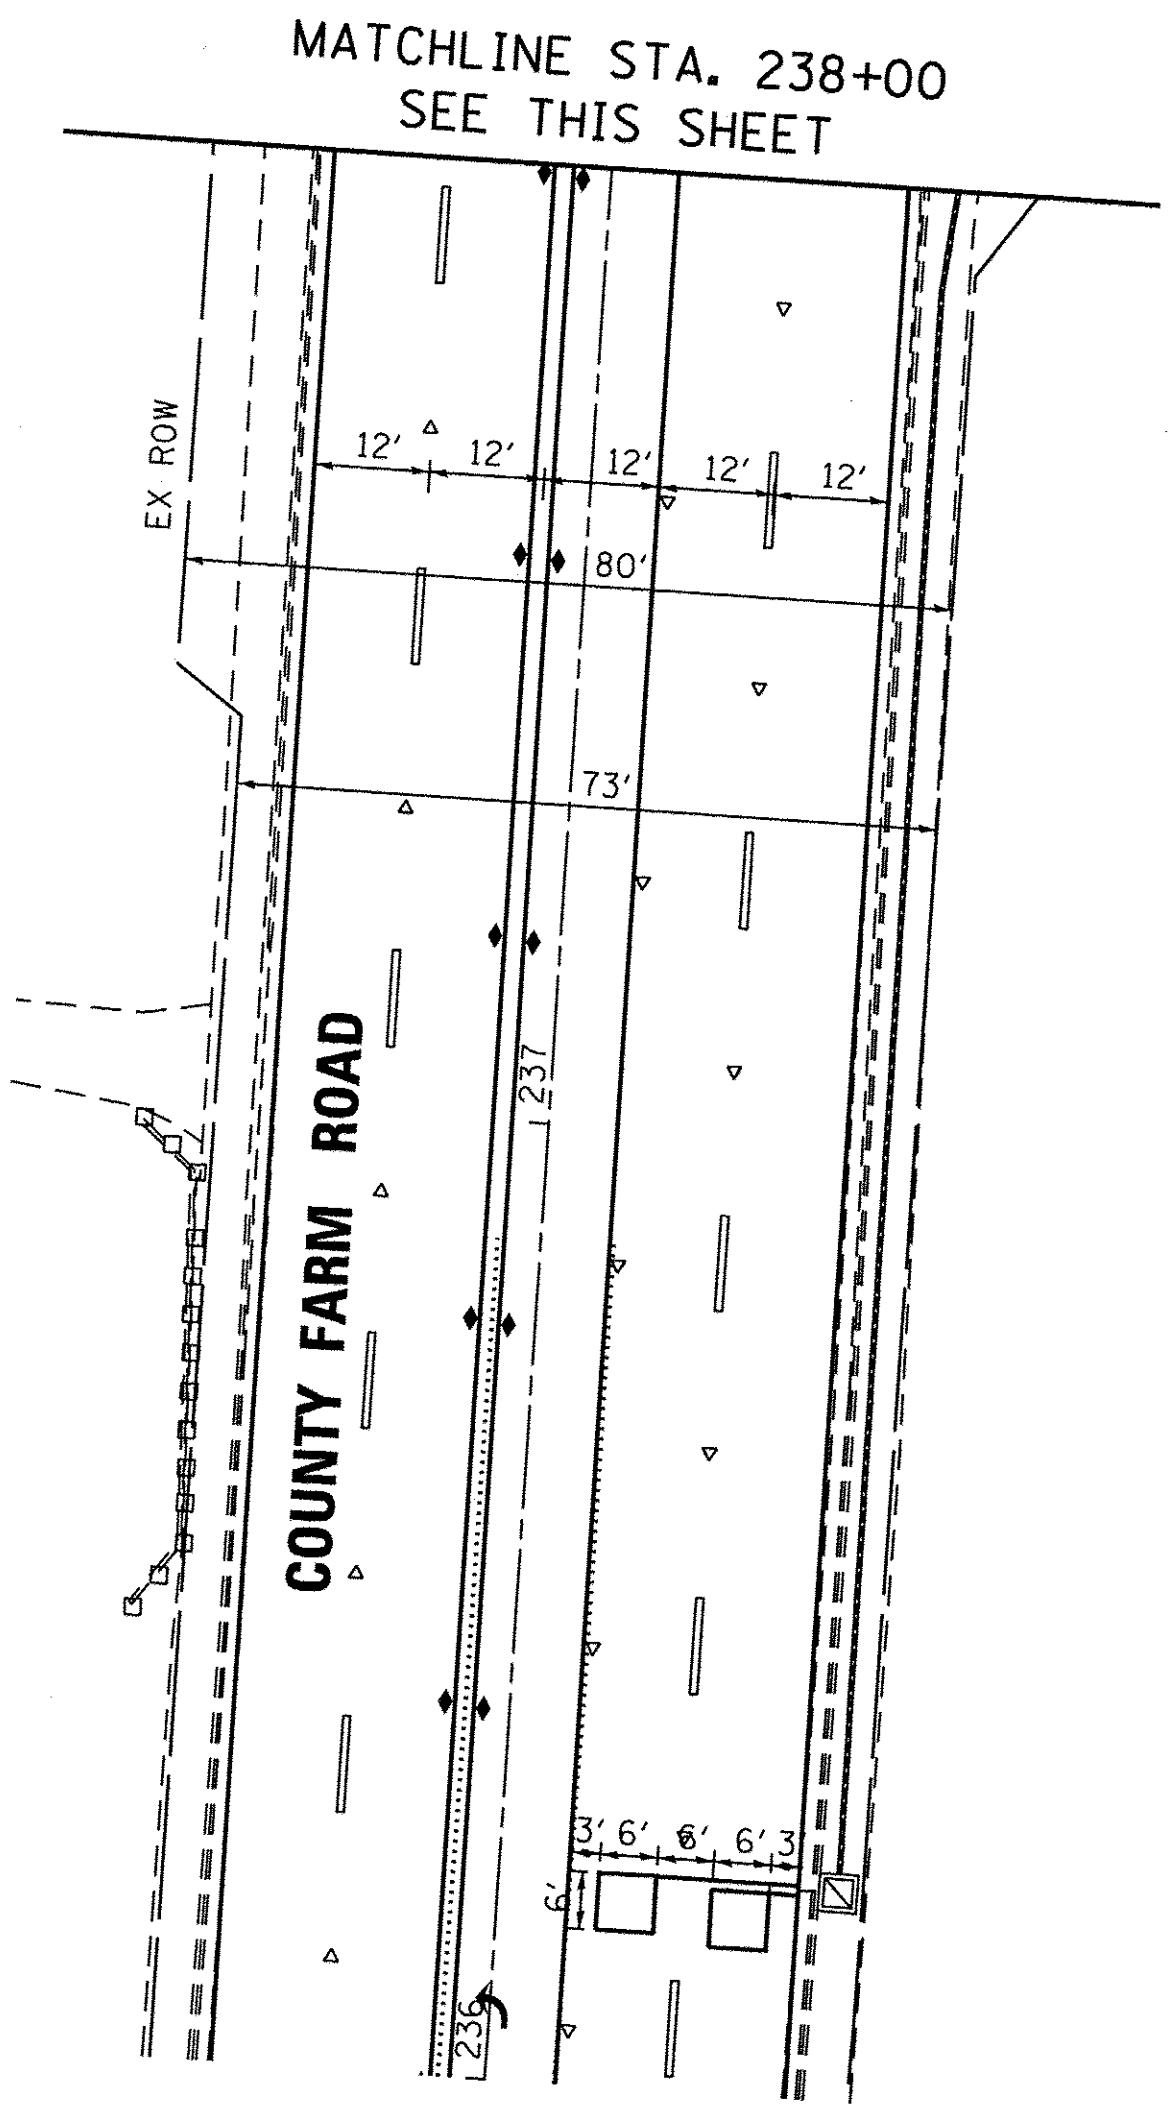 MATCHLINE STA. 238+00
SEE THIS SHEET
EX ROW
12' 12' 12' 12' 12'
80'
73'
237
COUNTY FARM ROAD
3' 6' 6' 6' 3
6'
236